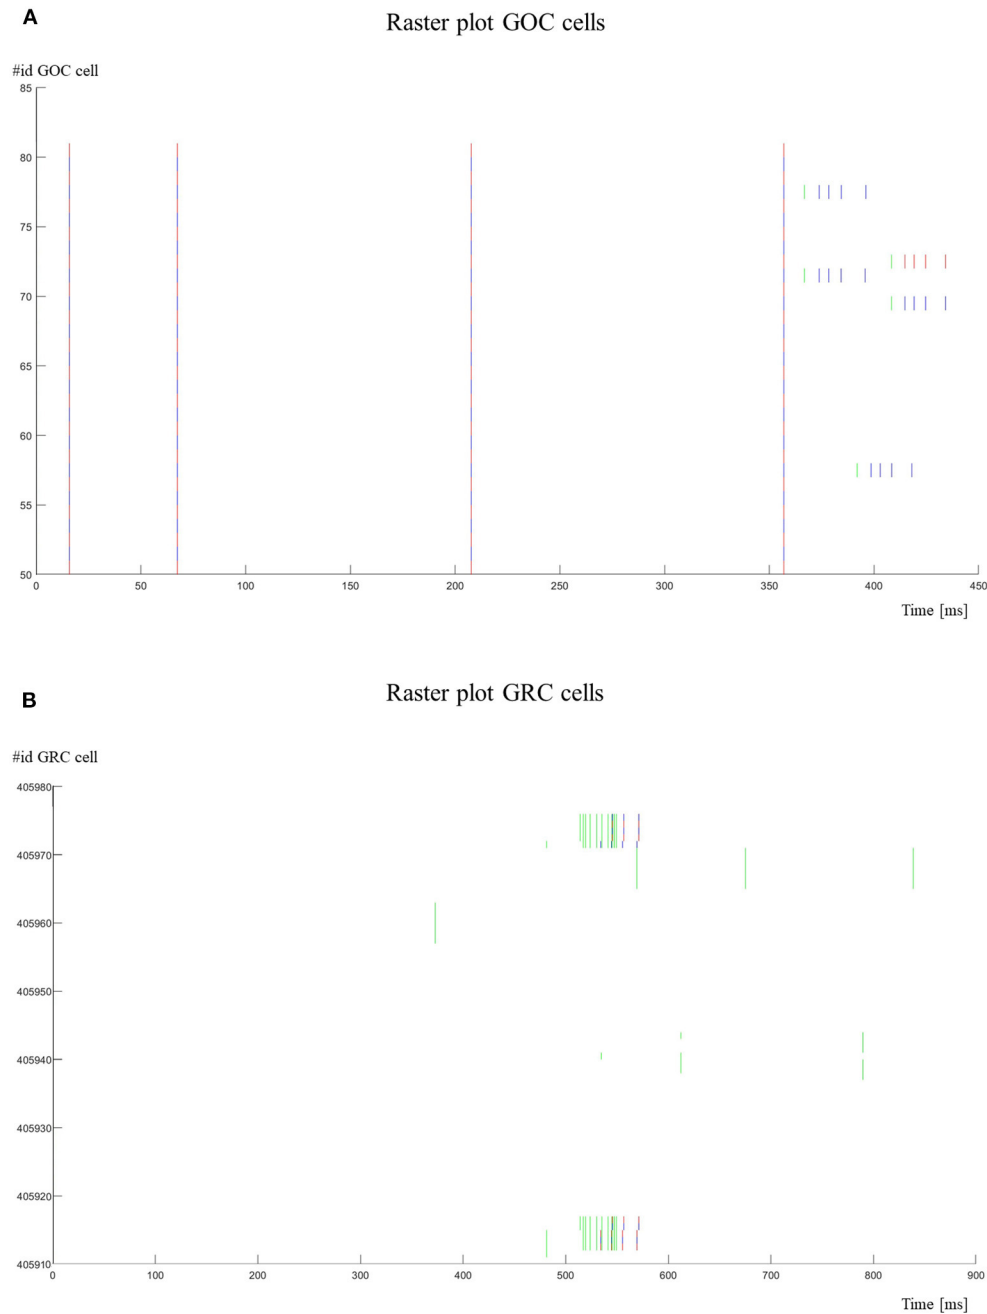 A
Raster plot GOC cells
#id GOC cell
85
80
75
70
65
60
55
50
0 50 100 150 200 250 300 350 400 450
Time [ms]
B
Raster plot GRC cells
#id GRC cell
405980
405970
405960
405950
405940
405930
405920
405910
0 100 200 300 400 500 600 700 800 900
Time [ms]